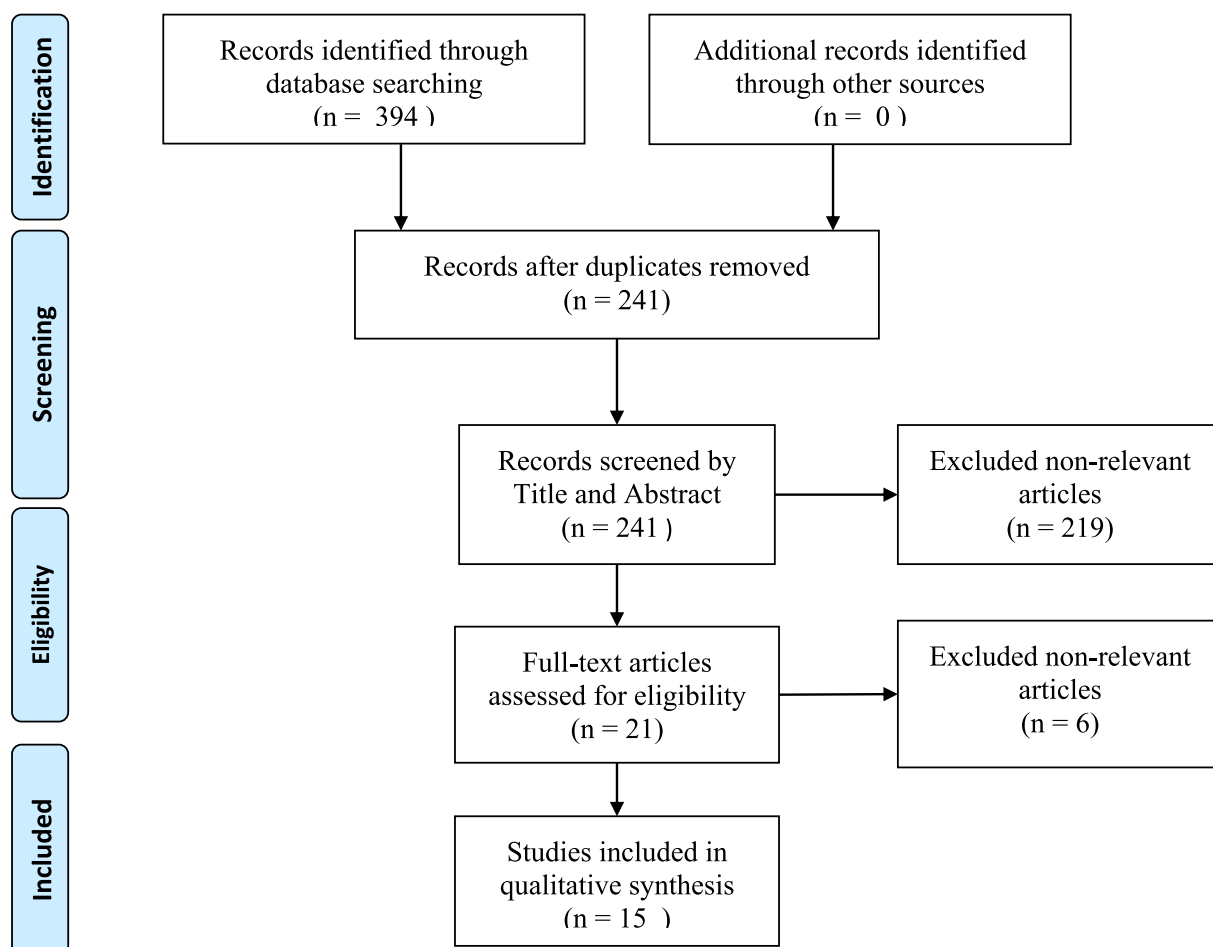 Identification
Records identified through
database searching
(n = 394 )
Additional records identified
through other sources
(n = 0 )
Screening
Records after duplicates removed
(n = 241)
Records screened by
Title and Abstract
(n = 241 )
Excluded non-relevant
articles
(n = 219)
Eligibility
Full-text articles
assessed for eligibility
(n = 21)
Excluded non-relevant
articles
(n = 6)
Included
Studies included in
qualitative synthesis
(n = 15 )